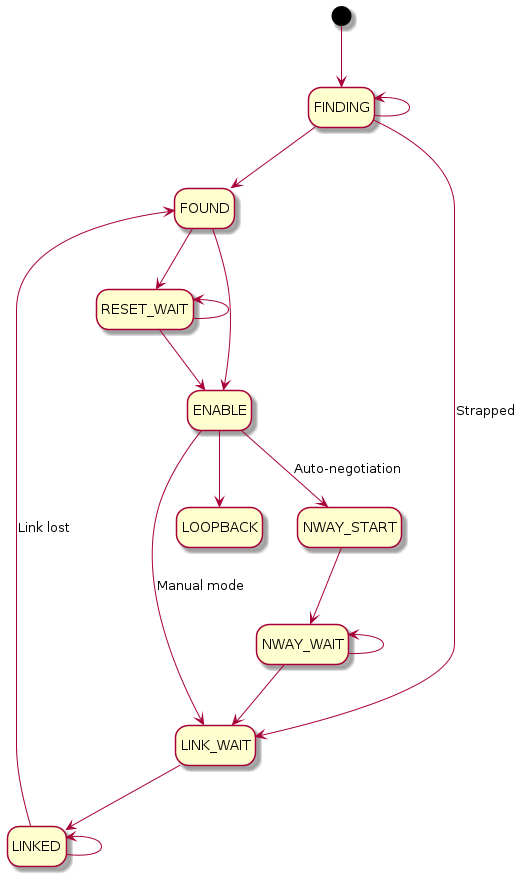 FINDING
FOUND
RESET_WAIT
ENABLE
Strapped
Auto-negotiation
LOOPBACK
NWAY_START
Link lost
Manual mode
NWAY_WAIT
LINK_WAIT
LINKED